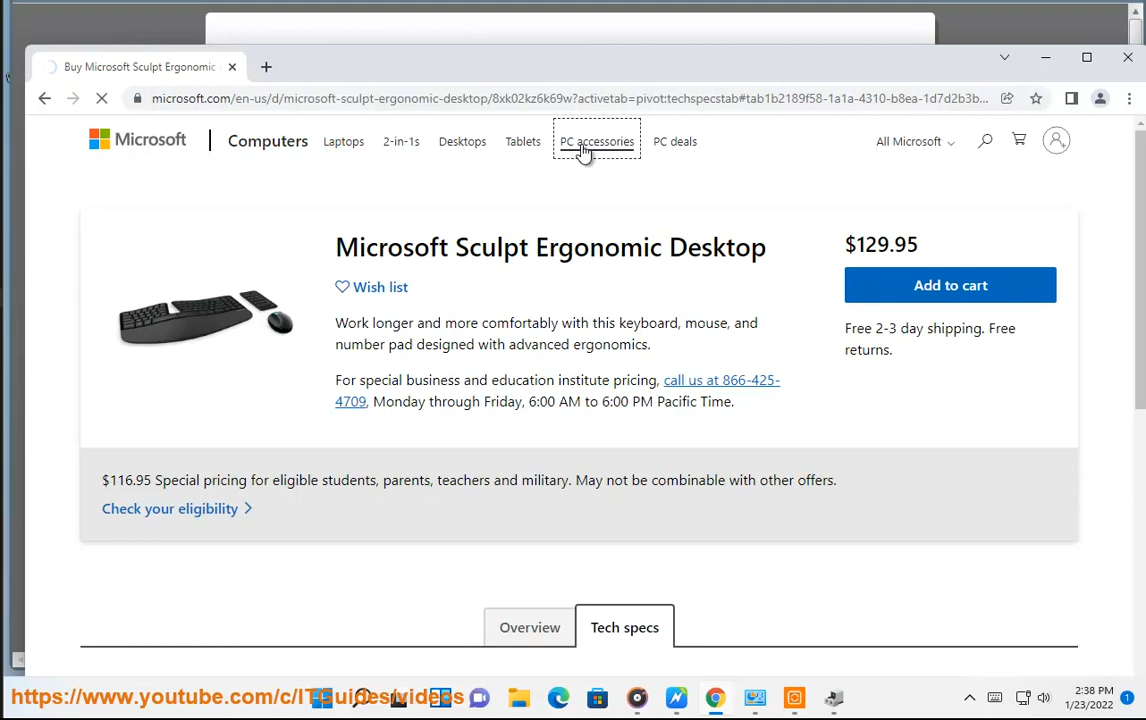 Buy Microsoft Sculpt Ergonomic
microsoft.com/en-us/d/microsoft-sculpt-ergonomic-desktop/8xk02kz6k69w?activetab=pivot:techspecstab#tab1b2189f58-1a1a-4310-b8ea-1d7d2b3b...
Microsoft Computers Laptops 2-in-1s Desktops Tablets PC accessories PC deals All Microsoft
Microsoft Sculpt Ergonomic Desktop
$129.95
Wish list
Add to cart
Work longer and more comfortably with this keyboard, mouse, and
number pad designed with advanced ergonomics.
Free 2-3 day shipping. Free
returns.
For special business and education institute pricing, call us at 866-425-
4709, Monday through Friday, 6:00 AM to 6:00 PM Pacific Time.
$116.95 Special pricing for eligible students, parents, teachers and military. May not be combinable with other offers.
Check your eligibility
Overview Tech specs
https://www.youtube.com/c/ITGuides/videos
2:38 PM
1/23/2022
1